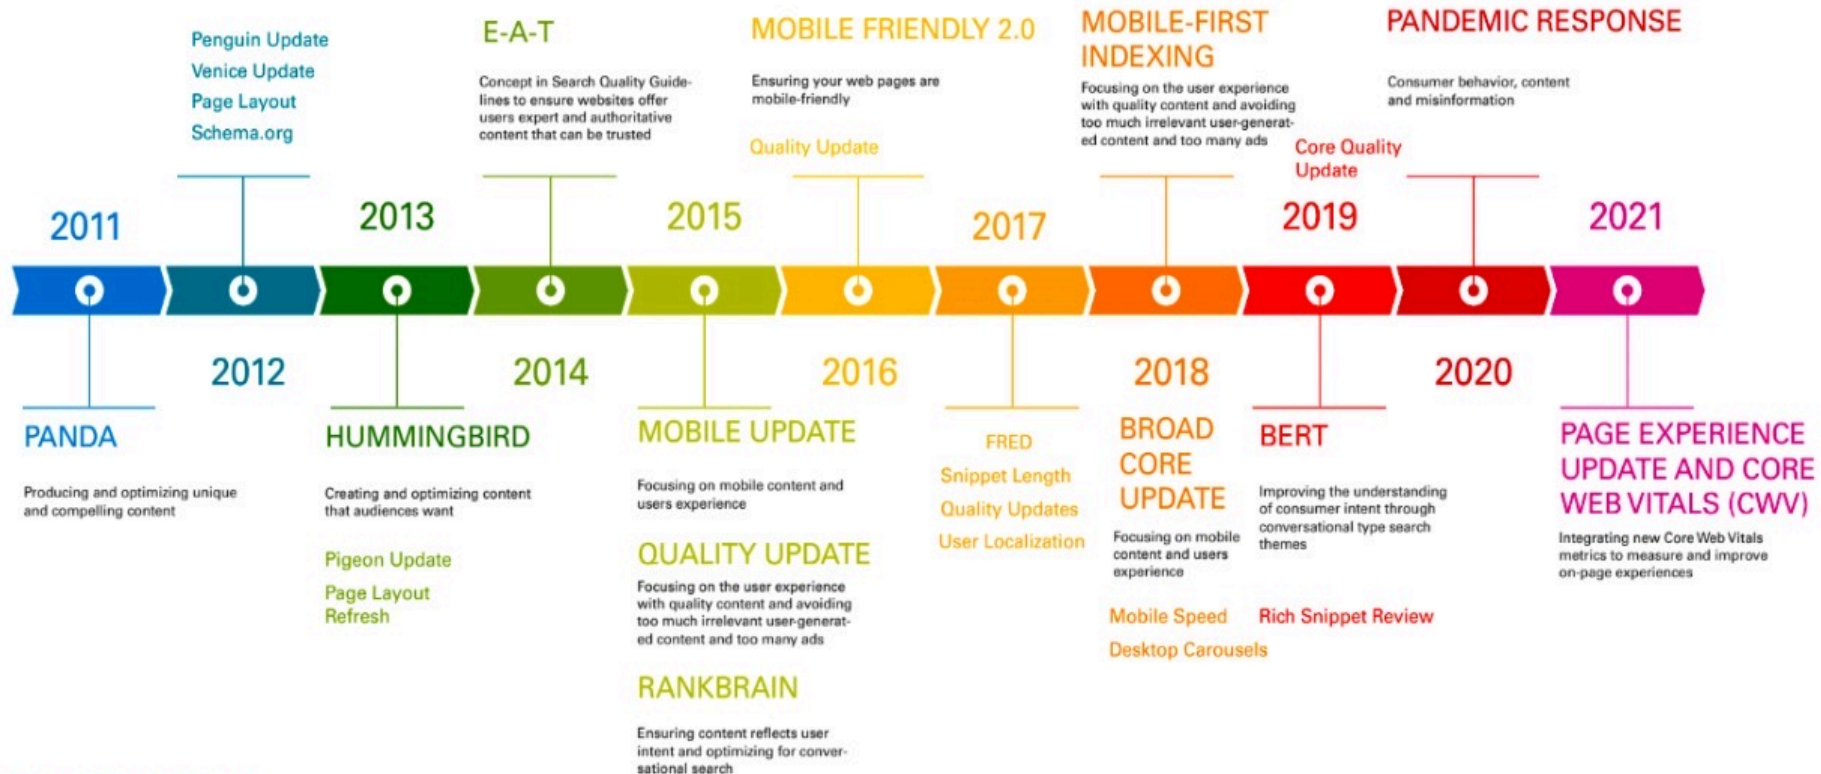 Penguin Update
Venice Update
Page Layout
Schema.org
E-A-T
Concept in Search Quality Guide-
lines to ensure websites offer
users expert and authoritative
content that can be trusted
MOBILE FRIENDLY 2.0
Ensuring your web pages are
mobile-friendly
Quality Update
MOBILE-FIRST
INDEXING
Focusing on the user experience
with quality content and avoiding
too much irrelevant user-generat-
ed content and too many ads
Core Quality
Update
PANDEMIC RESPONSE
Consumer behavior, content
and misinformation
2011
2013
2015
2017
2019
2021
2012
2014
2016
2018
2020
PANDA
Producing and optimizing unique
and compelling content
HUMMINGBIRD
Creating and optimizing content
that audiences want
Pigeon Update
Page Layout
Refresh
MOBILE UPDATE
Focusing on mobile content and
users experience
QUALITY UPDATE
Focusing on the user experience
with quality content and avoiding
too much irrelevant user-generat-
ed content and too many ads
RANKBRAIN
Ensuring content reflects user
intent and optimizing for conver-
sational search
FRED
Snippet Length
Quality Updates
User Localization
BROAD
CORE
UPDATE
Focusing on mobile
content and users
experience
Mobile Speed
Desktop Carousels
BERT
Improving the understanding
of consumer intent through
conversational type search
themes
Rich Snippet Review
PAGE EXPERIENCE
UPDATE AND CORE
WEB VITALS (CWV)
Integrating new Core Web Vitals
metrics to measure and improve
on-page experiences